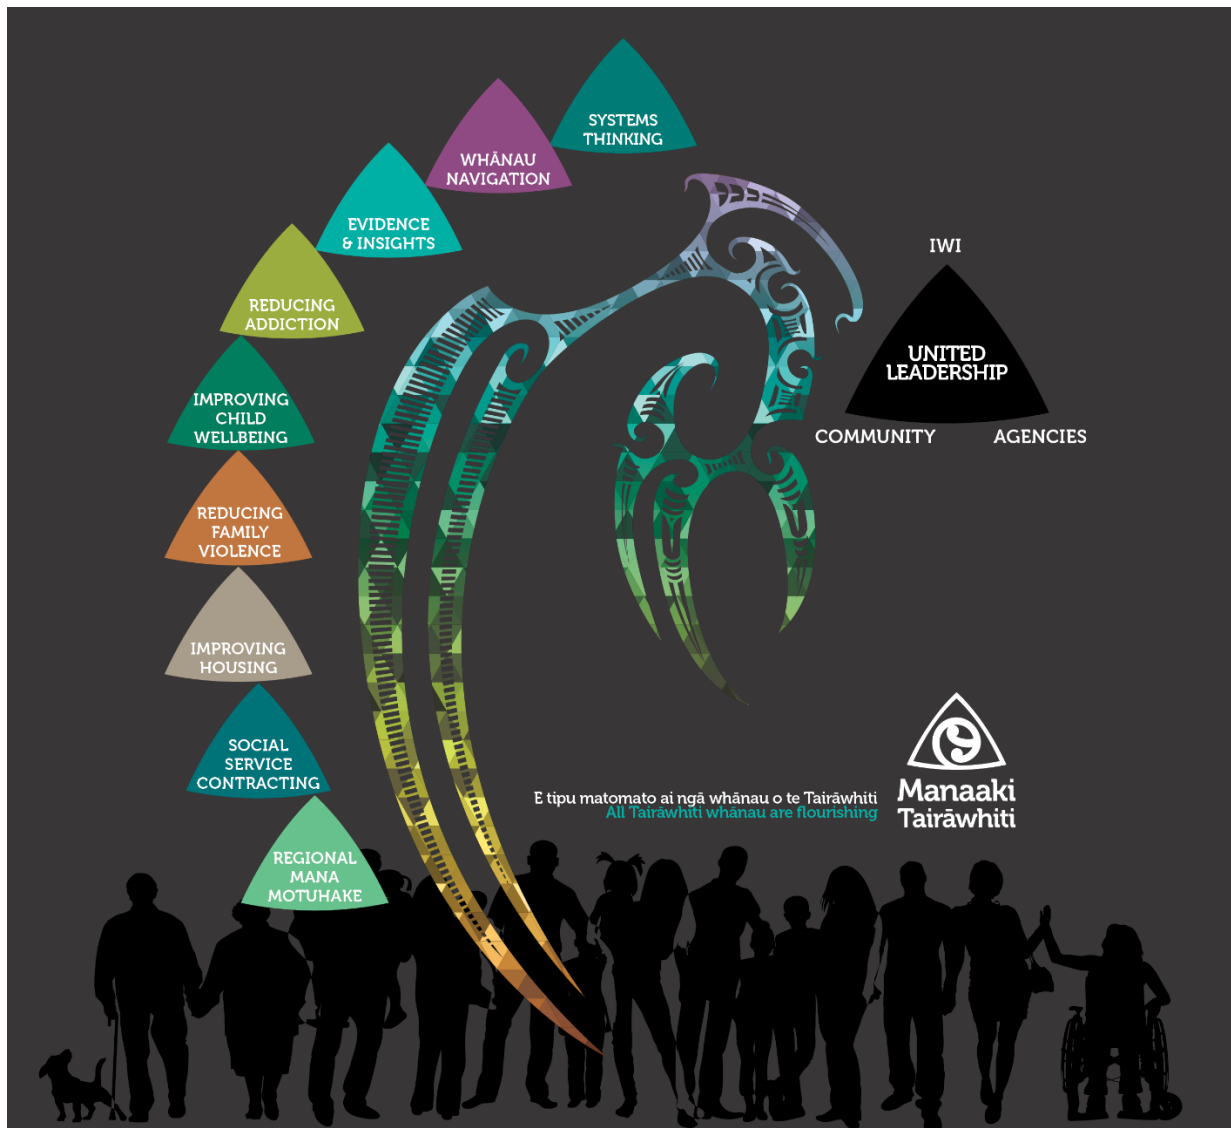 SYSTEMS
THINKING
WHĀNAU
NAVIGATION
EVIDENCE
& INSIGHTS
REDUCING
ADDICTION
IMPROVING
CHILD
WELLBEING
REDUCING
FAMILY
VIOLENCE
IMPROVING
HOUSING
SOCIAL
SERVICE
CONTRACTING
REGIONAL
MANA
MOTUHAKE
IWI
UNITED
LEADERSHIP
COMMUNITY
AGENCIES
E tipu matomato ai ngā whānau o te Tairāwhiti
All Tairāwhiti whānau are flourishing
Manaaki
Tairāwhiti